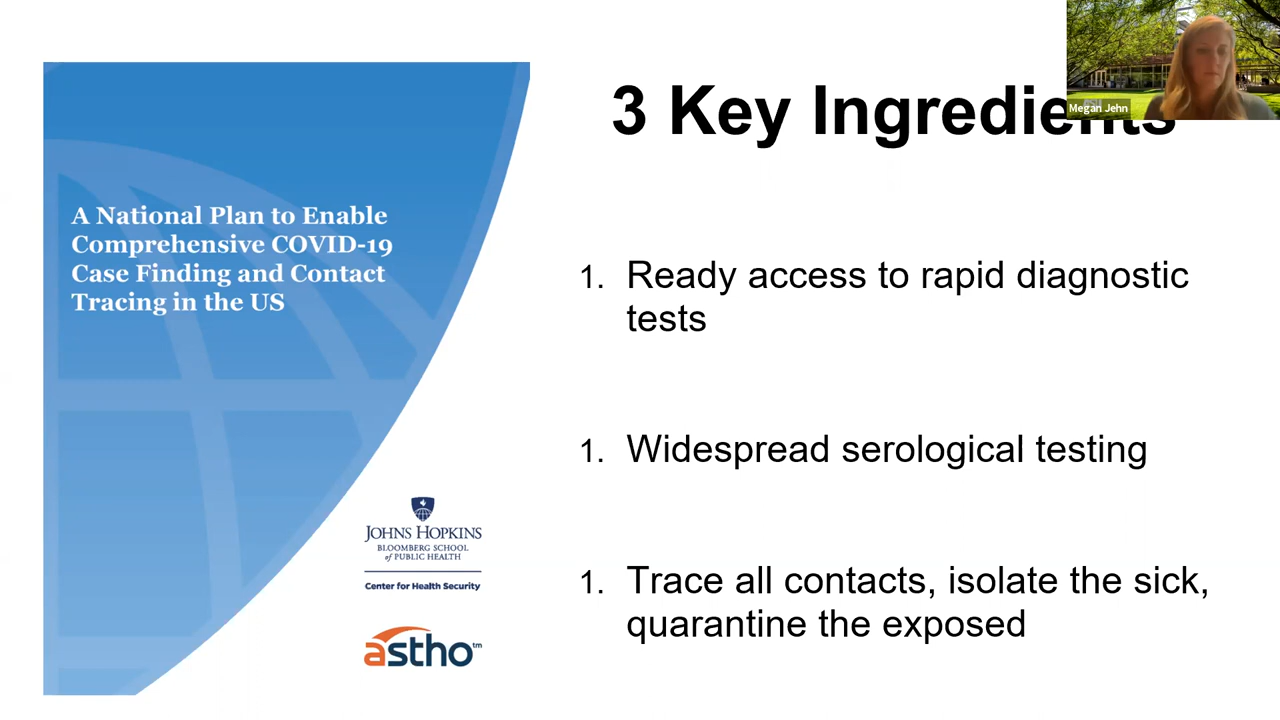 3 Key Ingredients
Megan Jehn
A National Plan to Enable
Comprehensive COVID-19
Case Finding and Contact
Tracing in the US
1. Ready access to rapid diagnostic
tests
1. Widespread serological testing
1. Trace all contacts, isolate the sick,
quarantine the exposed
JOHNS HOPKINS
BLOOMBERG SCHOOL
of PUBLIC HEALTH
Center for Health Security
astho™